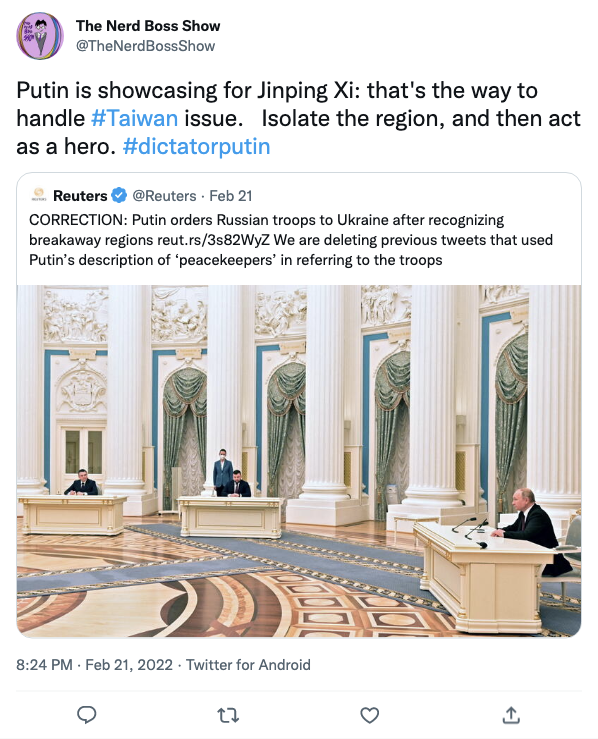 The Nerd Boss Show
@TheNerdBossShow
Putin is showcasing for Jinping Xi: that's the way to
handle #Taiwan issue.   Isolate the region, and then act
as a hero. #dictatorputin
Reuters @Reuters · Feb 21
CORRECTION: Putin orders Russian troops to Ukraine after recognizing
breakaway regions reut.rs/3s82WyZ We are deleting previous tweets that used
Putin's description of ‘peacekeepers’ in referring to the troops
8:24 PM · Feb 21, 2022 · Twitter for Android